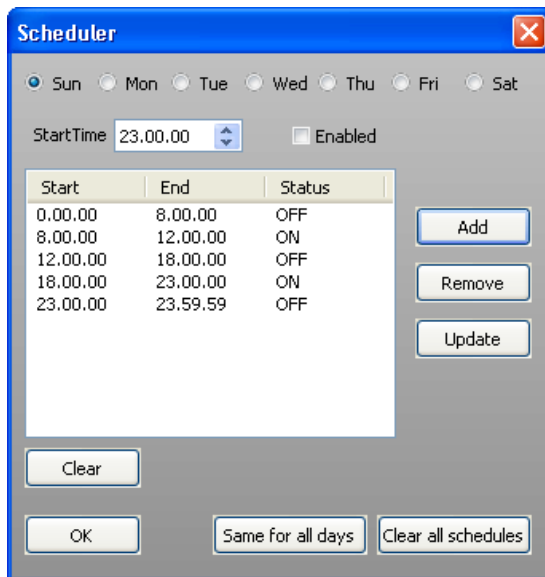 Scheduler
Sun Mon Tue Wed Thu Fri Sat
StartTime 23.00.00 Enabled
Start End Status
0.00.00 8.00.00 OFF
8.00.00 12.00.00 ON
12.00.00 18.00.00 OFF
18.00.00 23.00.00 ON
23.00.00 23.59.59 OFF
Add
Remove
Update
Clear
OK Same for all days Clear all schedules